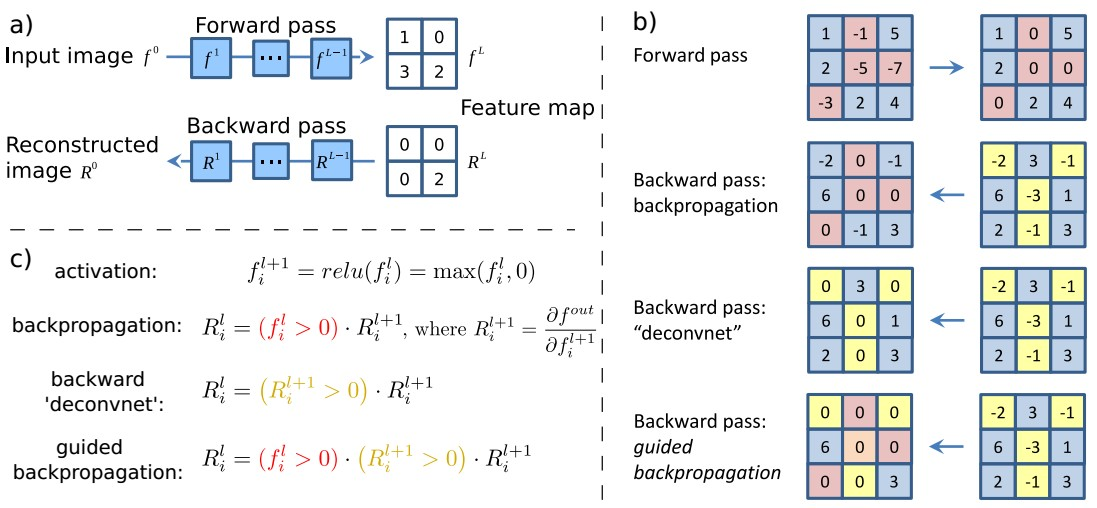 a)
Forward pass
Input image f⁰
f¹ ... f^{L−1}
1 0
3 2
f^L
Feature map
Backward pass
Reconstructed
image R⁰
R¹ ... R^{L−1}
0 0
0 2
R^L
b)
Forward pass
1 -1 5
2 -5 -7
-3 2 4
1 0 5
2 0 0
0 2 4
Backward pass:
backpropagation
-2 0 -1
6 0 0
0 -1 3
-2 3 -1
6 -3 1
2 -1 3
Backward pass:
“deconvnet”
0 3 0
6 0 1
2 0 3
-2 3 -1
6 -3 1
2 -1 3
Backward pass:
guided
backpropagation
0 0 0
6 0 0
0 0 3
-2 3 -1
6 -3 1
2 -1 3
c)
activation: f_i^{l+1} = relu(f_i^l) = max(f_i^l, 0)
backpropagation: R_i^l = (f_i^l > 0) · R_i^{l+1}, where R_i^{l+1} = ∂f^{out} / ∂f_i^{l+1}
backward
'deconvnet': R_i^l = (R_i^{l+1} > 0) · R_i^{l+1}
guided
backpropagation: R_i^l = (f_i^l > 0) · (R_i^{l+1} > 0) · R_i^{l+1}